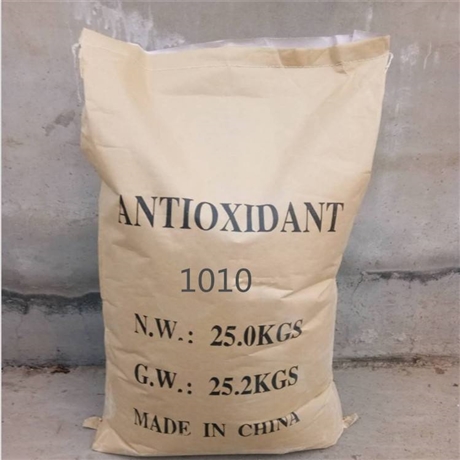 ANTIOXIDANT
1010
N.W.: 25.0KGS
G.W.: 25.2KGS
MADE IN CHINA